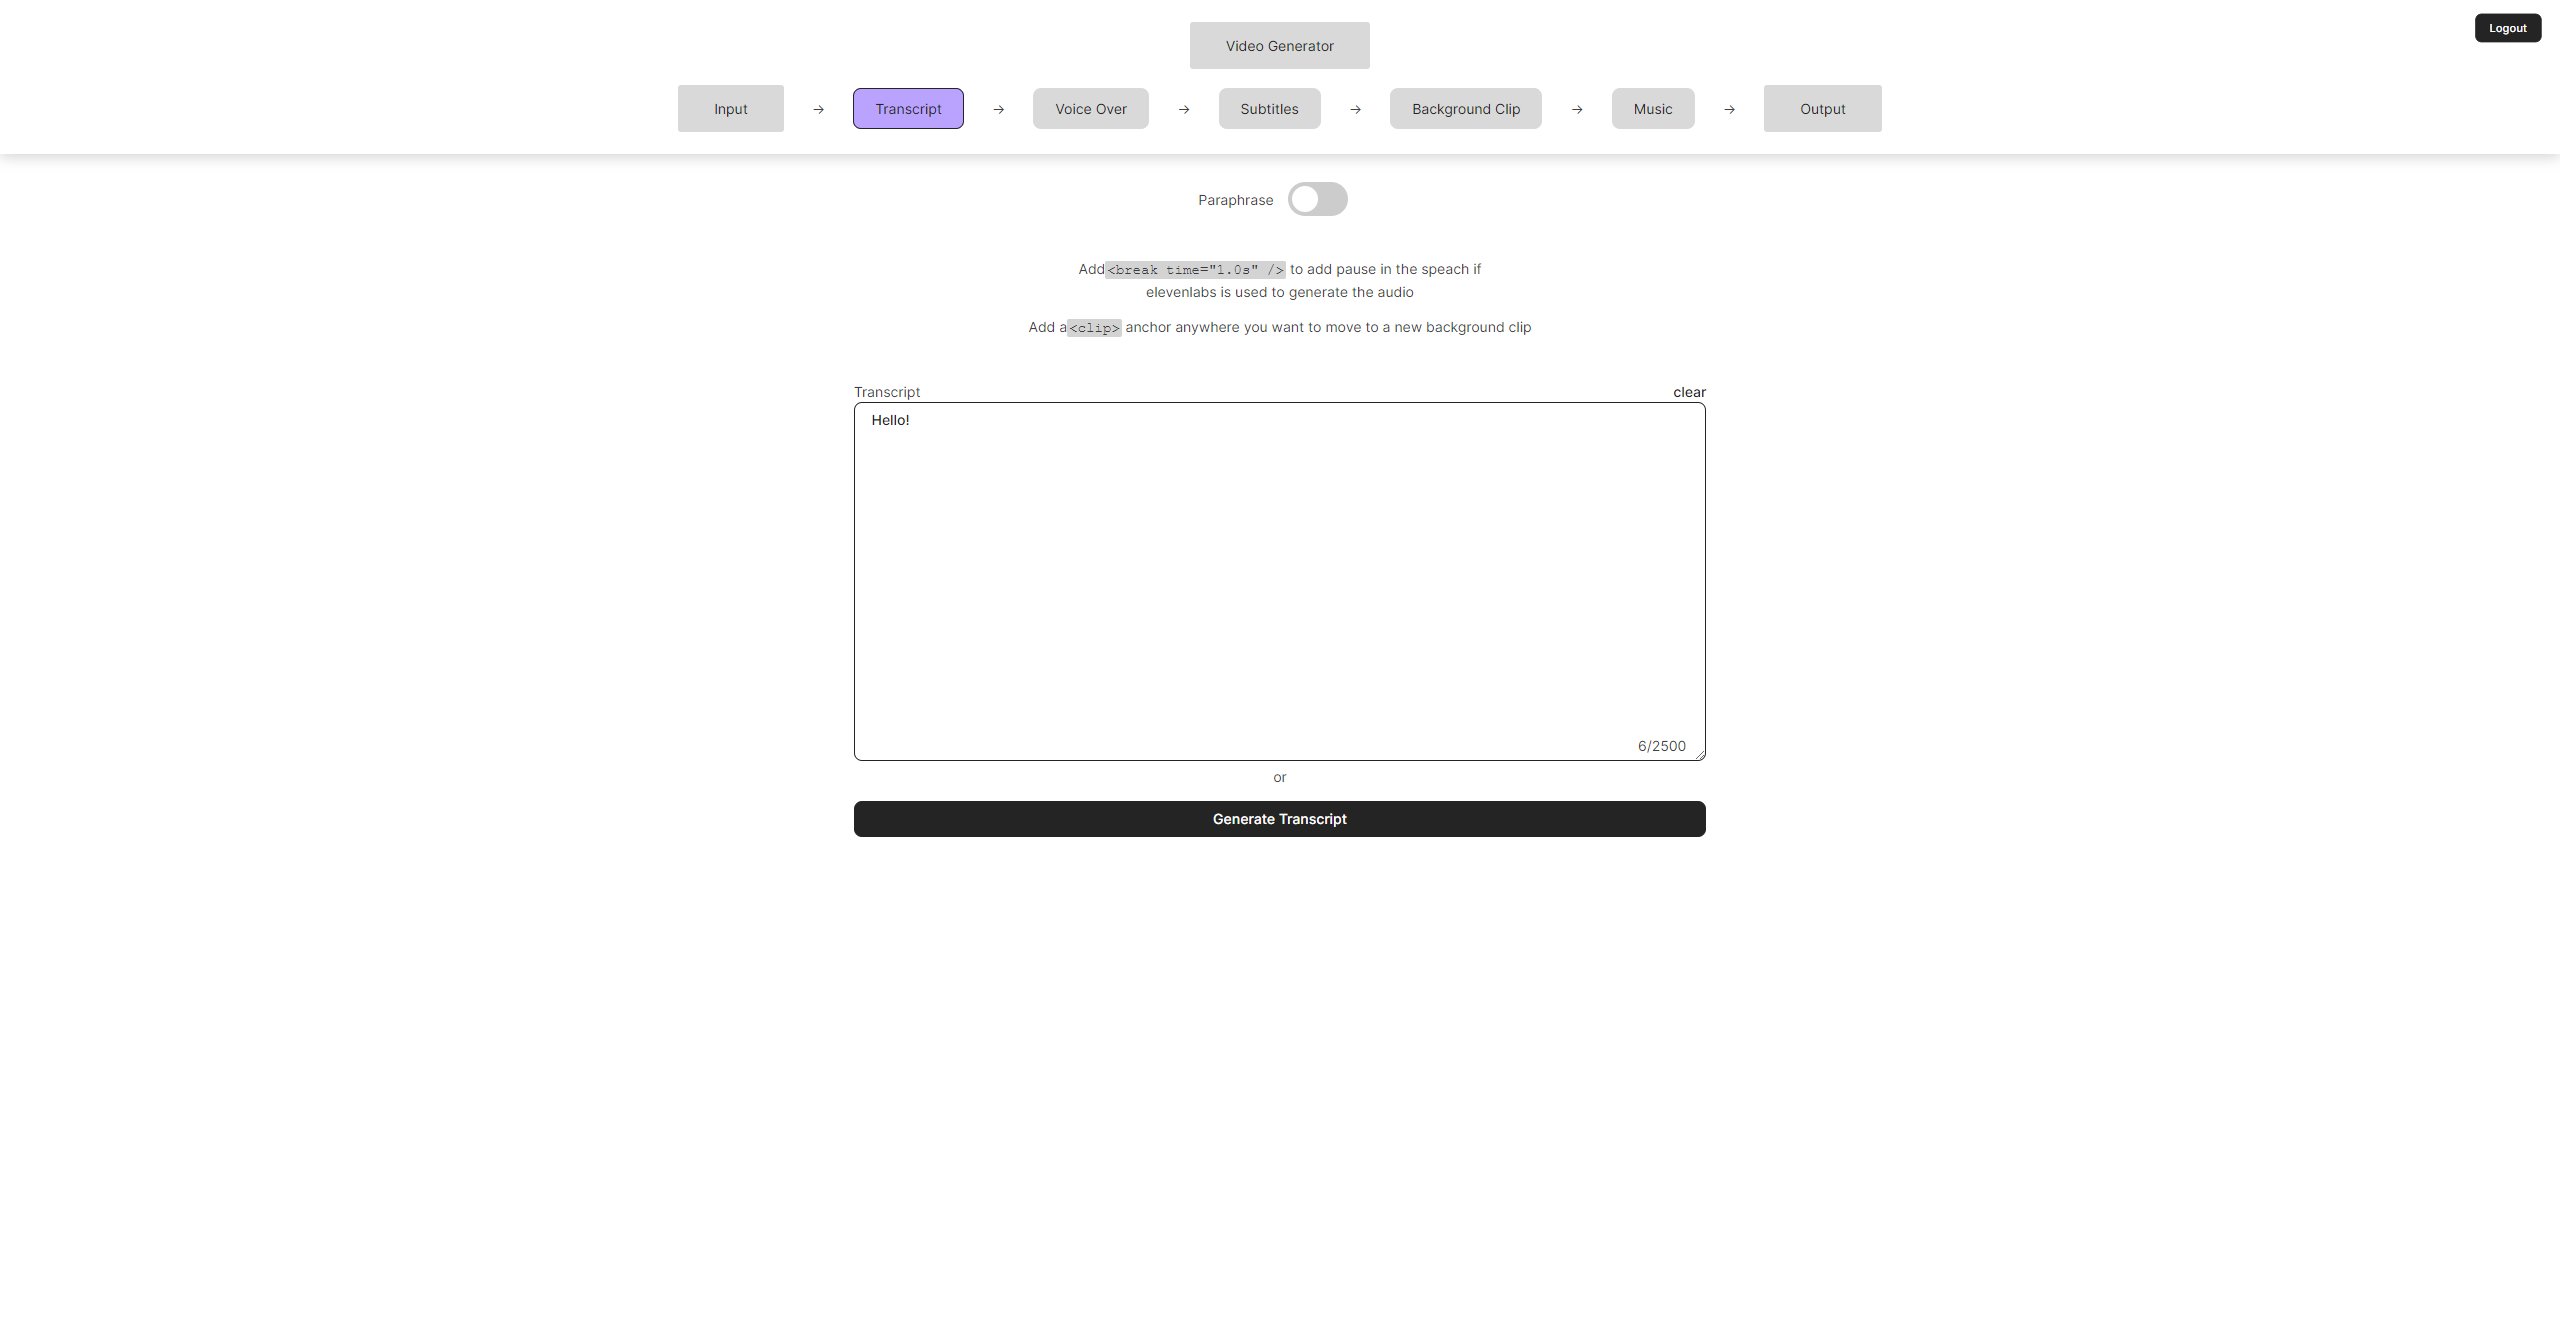 Logout
Video Generator
Input → Transcript → Voice Over → Subtitles → Background Clip → Music → Output
Paraphrase
Add <break time="1.0s" /> to add pause in the speach if
elevenlabs is used to generate the audio
Add a <clip> anchor anywhere you want to move to a new background clip
Transcript clear
Hello!
6/2500
or
Generate Transcript